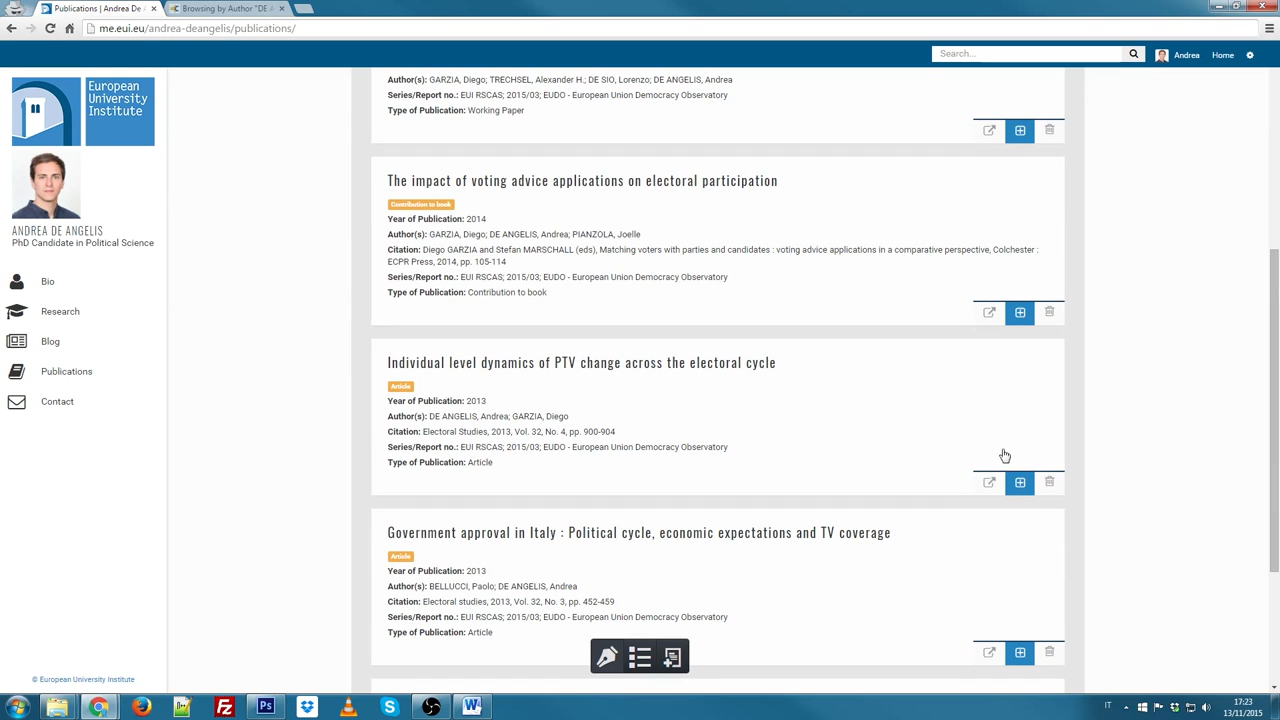 Publications | Andrea De A
Browsing by Author "DE A
me.eui.eu/andrea-deangelis/publications/
Search...
Andrea
Home
European
University
Institute
ANDREA DE ANGELIS
PhD Candidate in Political Science
Bio
Research
Blog
Publications
Contact
© European University Institute
Author(s): GARZIA, Diego; TRECHSEL, Alexander H.; DE SIO, Lorenzo; DE ANGELIS, Andrea
Series/Report no.: EUI RSCAS; 2015/03; EUDO - European Union Democracy Observatory
Type of Publication: Working Paper
The impact of voting advice applications on electoral participation
Contribution to book
Year of Publication: 2014
Author(s): GARZIA, Diego; DE ANGELIS, Andrea; PIANZOLA, Joelle
Citation: Diego GARZIA and Stefan MARSCHALL (eds), Matching voters with parties and candidates : voting advice applications in a comparative perspective, Colchester :
ECPR Press, 2014, pp. 105-114
Series/Report no.: EUI RSCAS; 2015/03; EUDO - European Union Democracy Observatory
Type of Publication: Contribution to book
Individual level dynamics of PTV change across the electoral cycle
Article
Year of Publication: 2013
Author(s): DE ANGELIS, Andrea; GARZIA, Diego
Citation: Electoral Studies, 2013, Vol. 32, No. 4, pp. 900-904
Series/Report no.: EUI RSCAS; 2015/03; EUDO - European Union Democracy Observatory
Type of Publication: Article
Government approval in Italy : Political cycle, economic expectations and TV coverage
Article
Year of Publication: 2013
Author(s): BELLUCCI, Paolo; DE ANGELIS, Andrea
Citation: Electoral studies, 2013, Vol. 32, No. 3, pp. 452-459
Series/Report no.: EUI RSCAS; 2015/03; EUDO - European Union Democracy Observatory
Type of Publication: Article
IT
17:23
13/11/2015